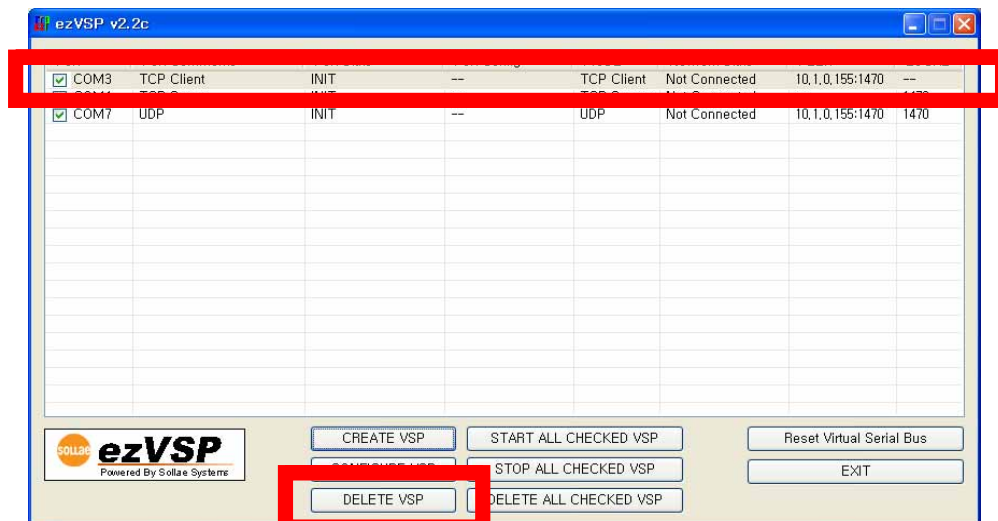 ezVSP v2.2c
COM3 TCP Client INIT -- TCP Client Not Connected 10.1.0.155:1470 --
COM7 UDP INIT -- UDP Not Connected 10.1.0.155:1470 1470
CREATE VSP START ALL CHECKED VSP Reset Virtual Serial Bus
sollae ezVSP
Powered By Sollae Systems
STOP ALL CHECKED VSP EXIT
DELETE VSP DELETE ALL CHECKED VSP